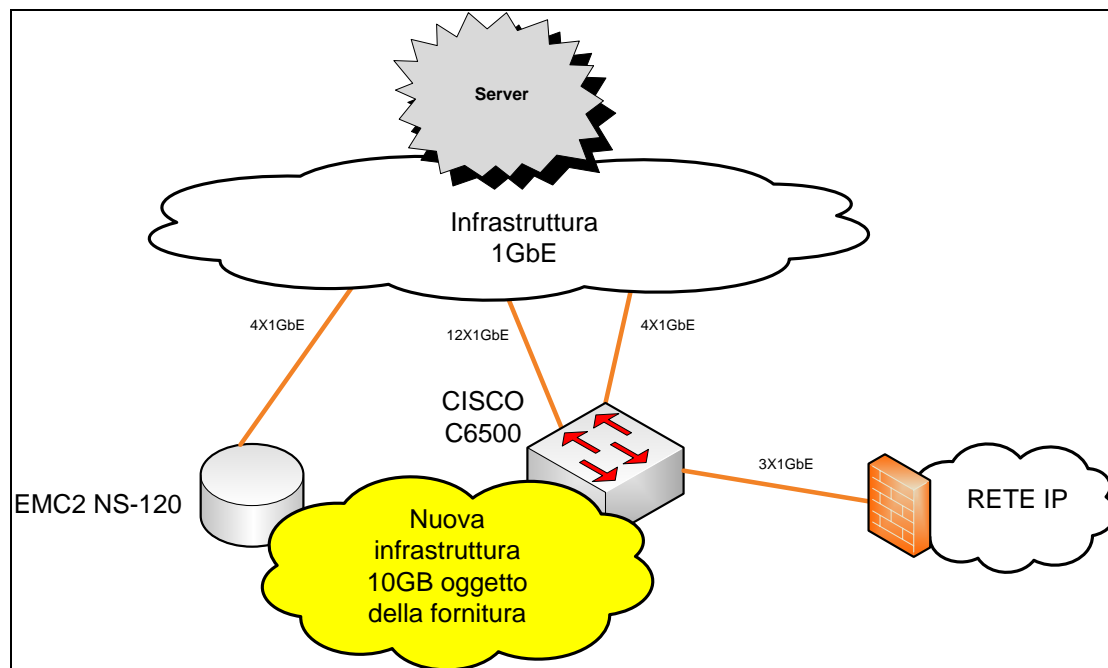 Server
Infrastruttura
1GbE
4X1GbE
12X1GbE
4X1GbE
CISCO
C6500
3X1GbE
EMC2 NS-120
RETE IP
Nuova
infrastruttura
10GB oggetto
della fornitura